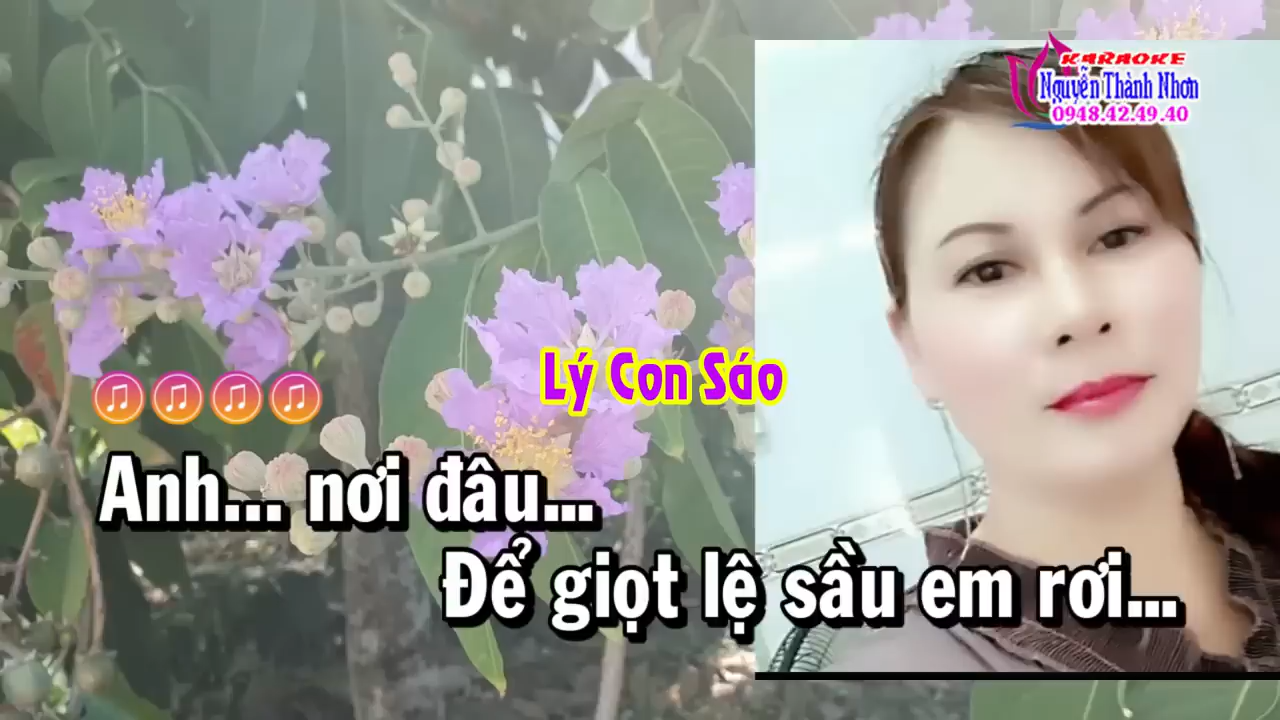 KARAOKE
Nguyễn Thành Nhơn
0948.42.49.40
Lý Con Sáo
Anh... nơi đâu...
Để giọt lệ sầu em rơi...